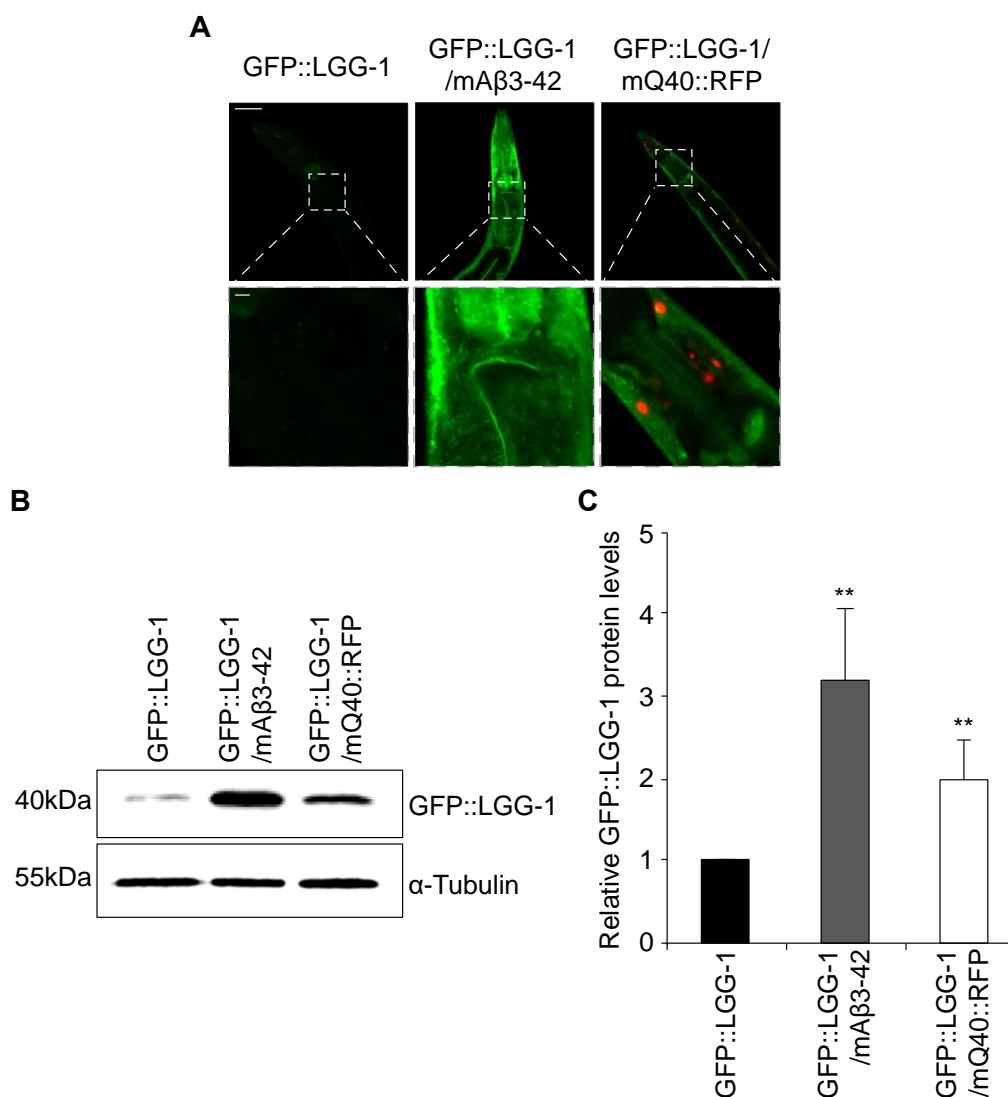 A
GFP::LGG-1
GFP::LGG-1
/mAβ3-42
GFP::LGG-1/
mQ40::RFP
B
GFP::LGG-1
GFP::LGG-1
/mAβ3-42
GFP::LGG-1
/mQ40::RFP
40kDa
GFP::LGG-1
55kDa
α-Tubulin
C
Relative GFP::LGG-1 protein levels
5
4
3
2
1
0
**
**
GFP::LGG-1
GFP::LGG-1
/mAβ3-42
GFP::LGG-1
/mQ40::RFP